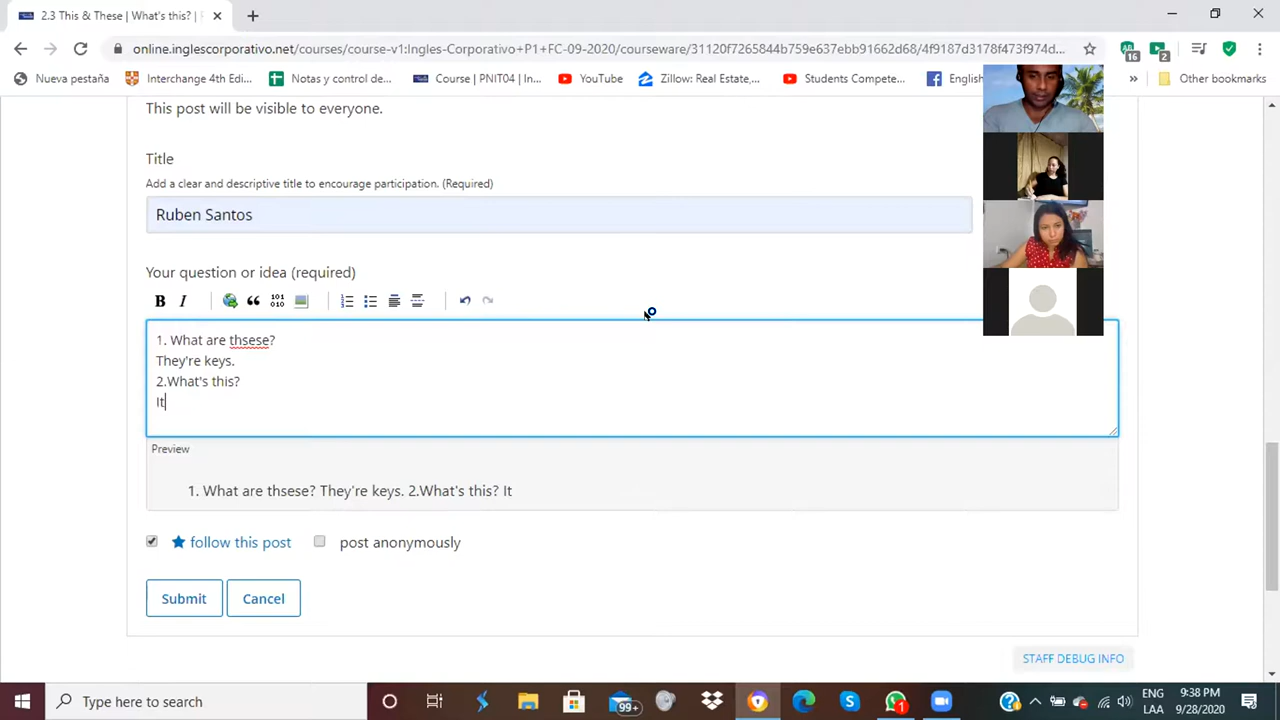 2.3 This & These | What's this? |
online.inglescorporativo.net/courses/course-v1:Ingles-Corporativo+P1+FC-09-2020/courseware/31120f7265844b759e637ebb91662d68/4f9187d3178f473f974d...
16
2
Nueva pestaña
Interchange 4th Edi...
Notas y control de...
Course | PNIT04 | In...
YouTube
Zillow: Real Estate,...
Students Compete...
English
»
Other bookmarks
This post will be visible to everyone.
Title
Add a clear and descriptive title to encourage participation. (Required)
Ruben Santos
Your question or idea (required)
B I
1. What are thsese?
They're keys.
2.What's this?
It
Preview
1. What are thsese? They're keys. 2.What's this? It
follow this post
post anonymously
Submit
Cancel
STAFF DEBUG INFO
Type here to search
99+
1
ENG
LAA
9:38 PM
9/28/2020